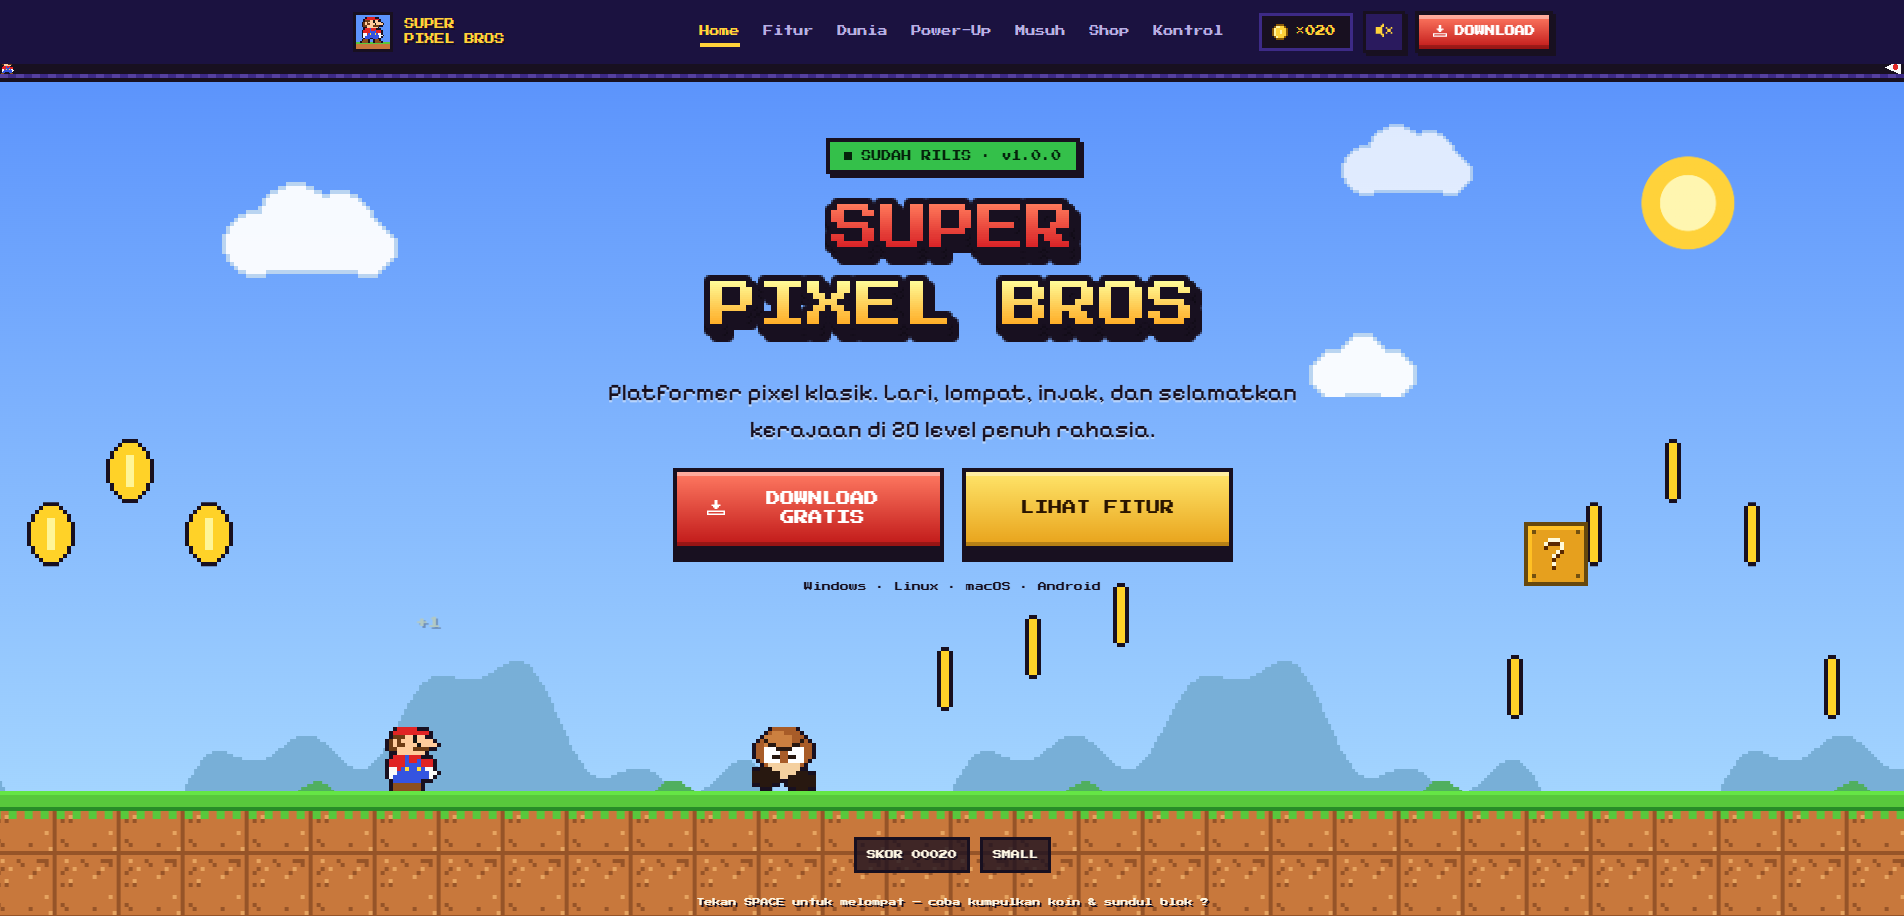 SUPER
PIXEL BROS
Home Fitur Dunia Power-Up Musuh Shop Kontrol
×020
DOWNLOAD
SUDAH RILIS · v1.0.0
SUPER
PIXEL BROS
Platformer pixel klasik. Lari, lompat, injak, dan selamatkan
kerajaan di 20 level penuh rahasia.
DOWNLOAD
GRATIS
LIHAT FITUR
Windows · Linux · macOS · Android
?
+1
SKOR 00020
SMALL
Tekan SPACE untuk melompat — coba kumpulkan koin & sundul blok ?